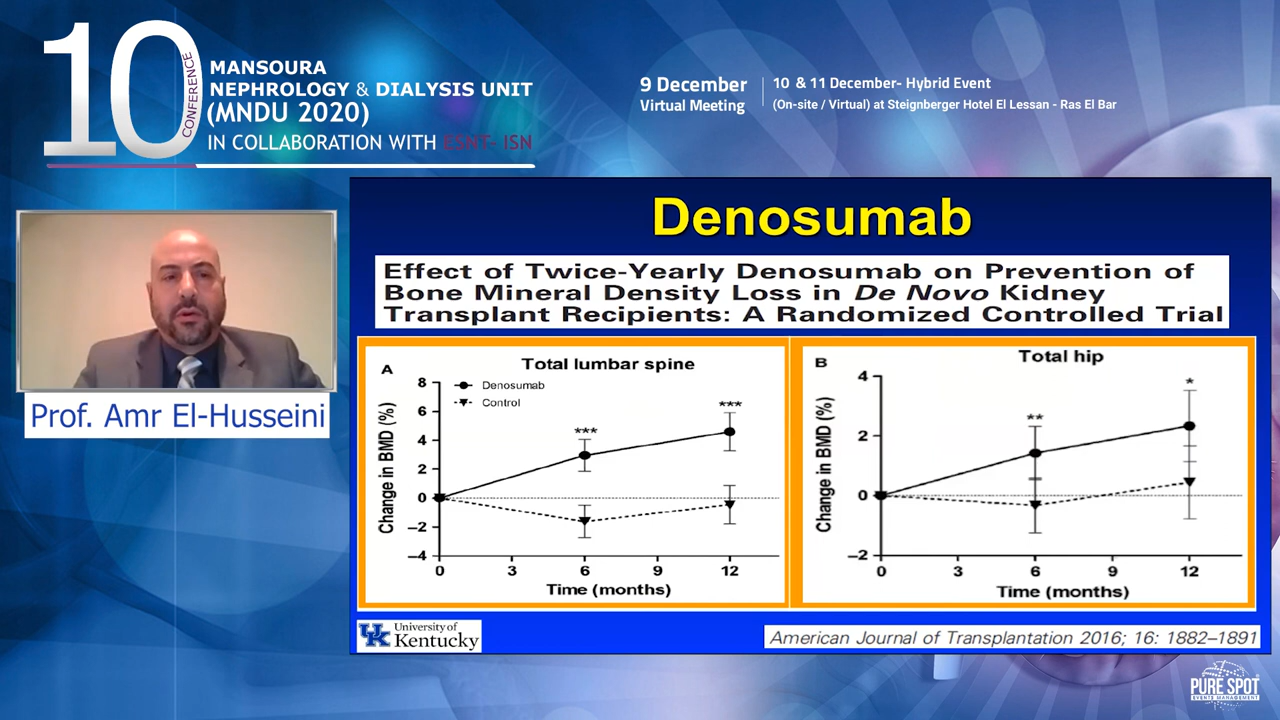 10
CONFERENCE
MANSOURA
NEPHROLOGY & DIALYSIS UNIT
(MNDU 2020)
IN COLLABORATION WITH ESNT- ISN
9 December
Virtual Meeting
10 & 11 December- Hybrid Event
(On-site / Virtual) at Steignberger Hotel El Lessan - Ras El Bar
Prof. Amr El-Husseini
Denosumab
Effect of Twice-Yearly Denosumab on Prevention of
Bone Mineral Density Loss in De Novo Kidney
Transplant Recipients: A Randomized Controlled Trial
A
Total lumbar spine
Denosumab
Control
Change in BMD (%)
8
6
4
2
0
–2
–4
***
***
0 3 6 9 12
Time (months)
B
Total hip
Change in BMD (%)
4
2
0
–2
**
*
0 3 6 9 12
Time (months)
UK University of
Kentucky
American Journal of Transplantation 2016; 16: 1882–1891
PURE SPOT
EVENTS MANAGEMENT